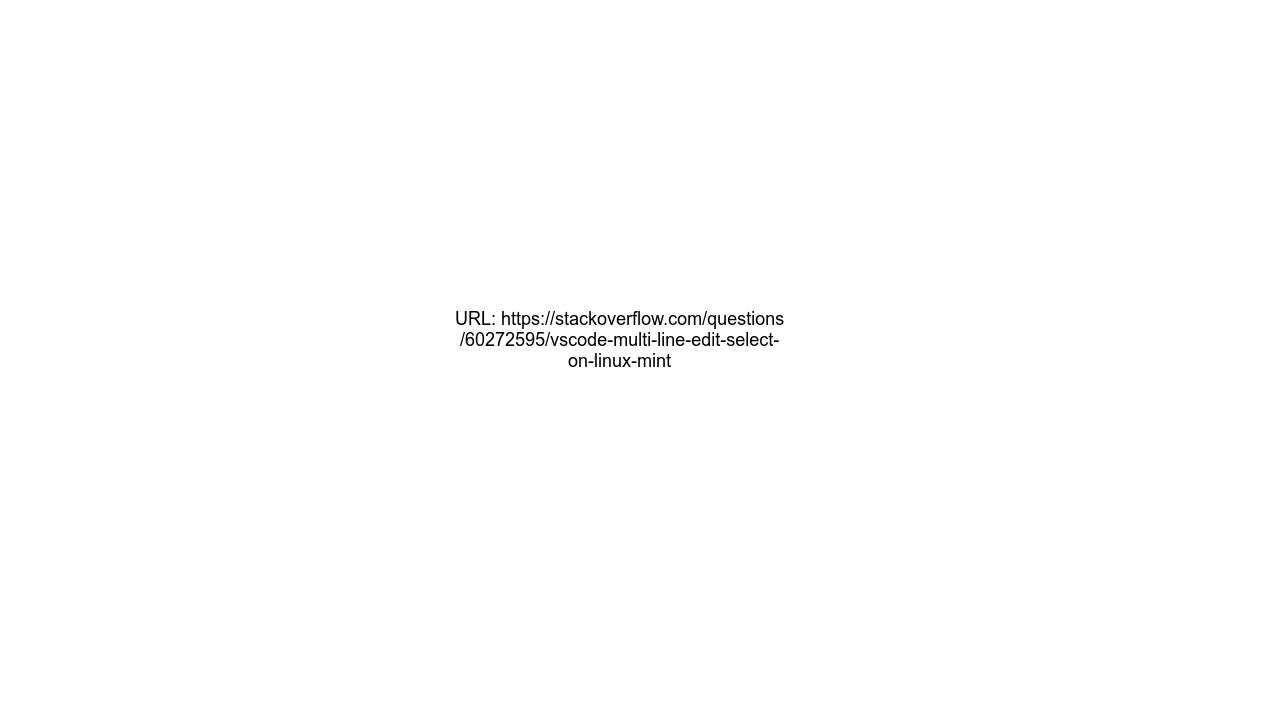 URL: https://stackoverflow.com/questions
/60272595/vscode-multi-line-edit-select-
on-linux-mint